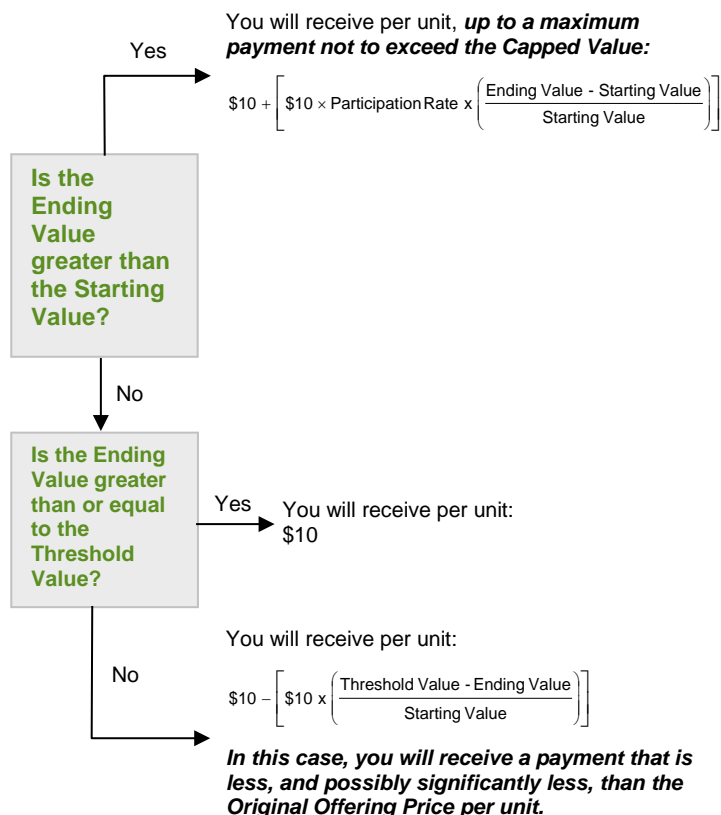 You will receive per unit, up to a maximum
payment not to exceed the Capped Value:
Yes
$10 + [ $10 × Participation Rate x ( Ending Value - Starting Value / Starting Value ) ]
Is the
Ending
Value
greater than
the Starting
Value?
No
Is the Ending
Value greater
than or equal
to the
Threshold
Value?
Yes
You will receive per unit:
$10
No
You will receive per unit:
$10 – [ $10 x ( Threshold Value - Ending Value / Starting Value ) ]
In this case, you will receive a payment that is
less, and possibly significantly less, than the
Original Offering Price per unit.